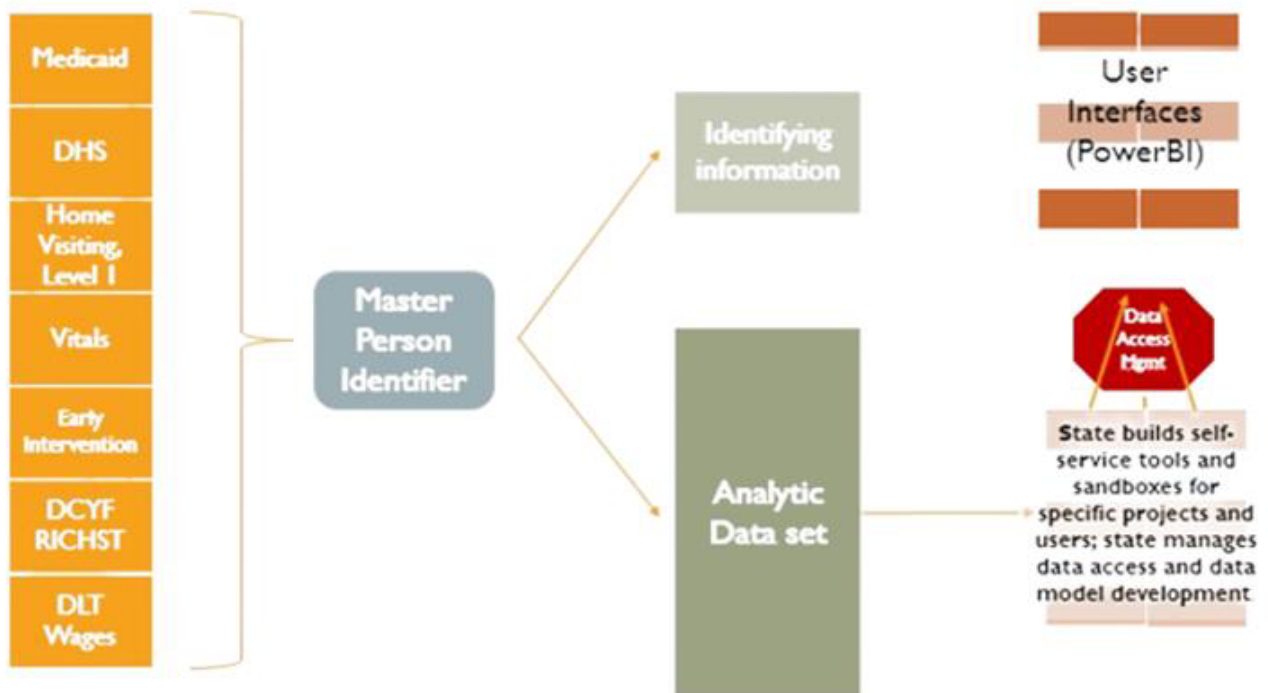 Medicaid
DHS
Home
Visiting,
Level 1
Vitals
Early
Intervention
DCYF
RICHST
DLT
Wages
Master
Person
Identifier
Identifying
information
Analytic
Data set
User
Interfaces
(PowerBI)
Data
Access
Mgmt
State builds self-
service tools and
sandboxes for
specific projects and
users; state manages
data access and data
model development